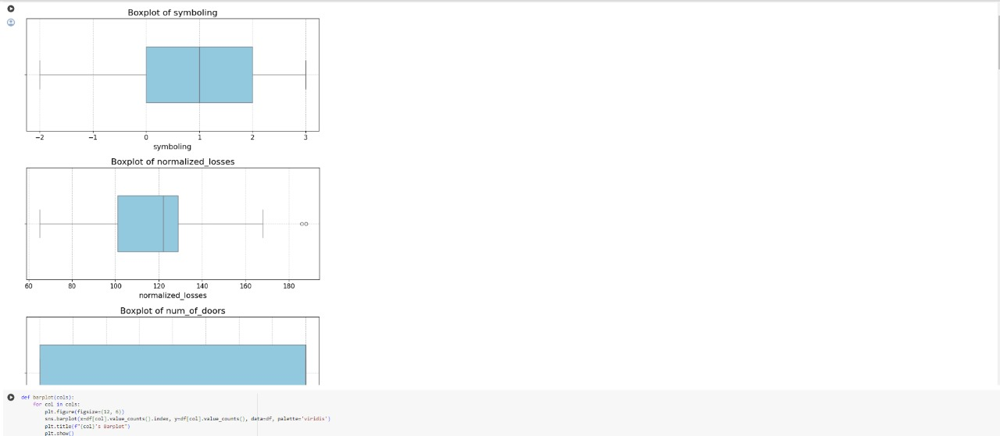 Boxplot of symboling
−2 −1 0 1 2 3
symboling
Boxplot of normalized_losses
60 80 100 120 140 160 180
normalized_losses
Boxplot of num_of_doors
def barplot(cols):
for col in cols:
plt.figure(figsize=(12, 6))
sns.barplot(x=df[col].value_counts().index, y=df[col].value_counts(), data=df, palette='viridis')
plt.title(f"{col}'s Barplot")
plt.show()